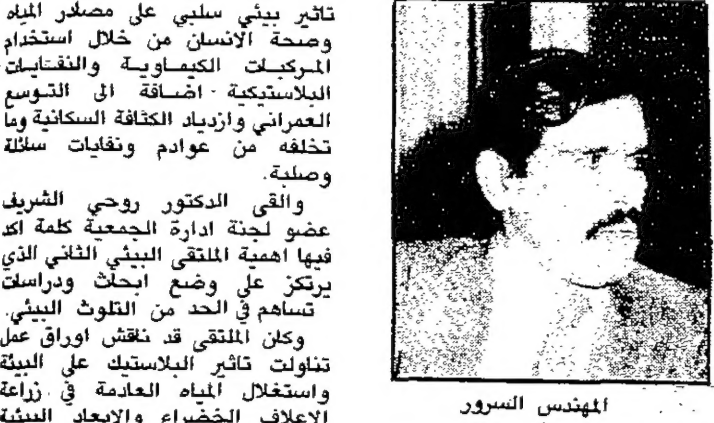 تأثير بيئي سلبي على مصادر المياه
وصحة الانسان من خلال استخدام
المركبات الكيماوية والنفايات
البلاستيكية اضافة الى التوسع
العمراني وازدياد الكثافة السكانية وما
تخلفه من عوادم ونفايات سائلة
وصلبة.
والقى الدكتور روحي الشريف
عضو لجنة ادارة الجمعية كلمة اكد
فيها اهمية الملتقى البيئي الثاني الذي
يرتكز على وضع ابحاث ودراسات
تساهم في الحد من التلوث البيئي.
وكان الملتقى قد ناقش اوراق عمل
تناولت تاثير البلاستيك على البيئة
واستغلال المياه العادمة في زراعة
الاعلاف الخضراء والابعاد البيئية
المهندس السرور